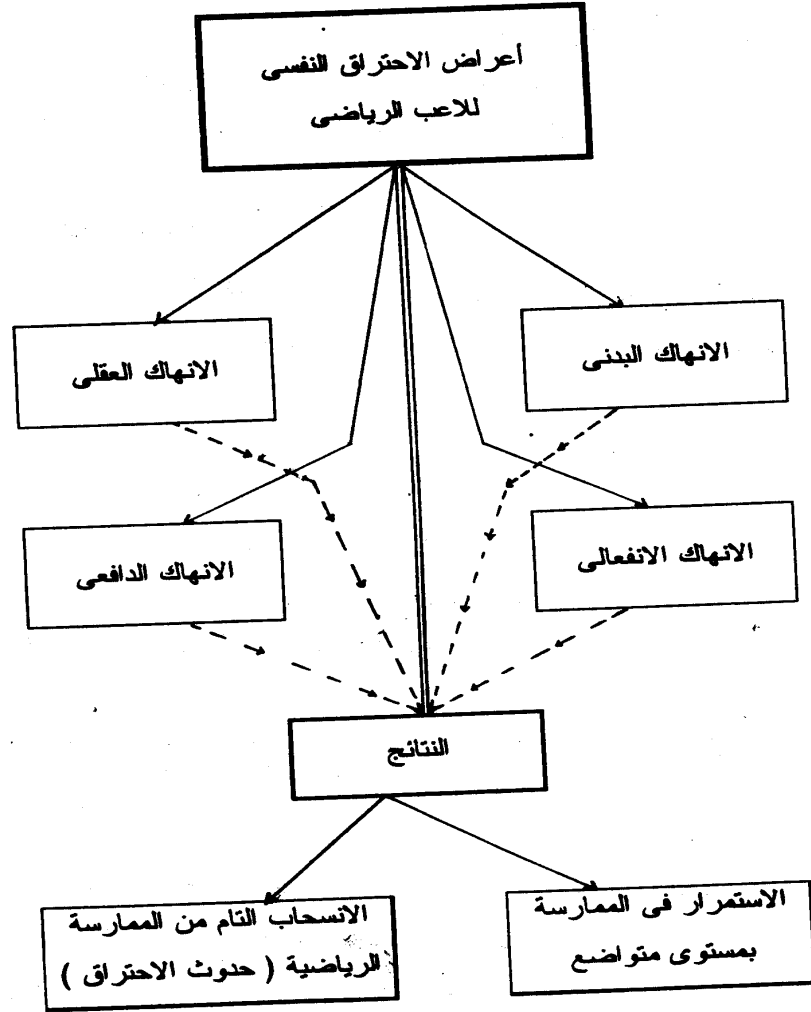 أعراض الاحتراق النفسى
للاعب الرياضى
الانهاك البدنى
الانهاك العقلى
الانهاك الانفعالى
الانهاك الدافعى
النتائج
الاستمرار فى الممارسة
بمستوى متواضع
الانسحاب التام من الممارسة
الرياضية ( حدوث الاحتراق )